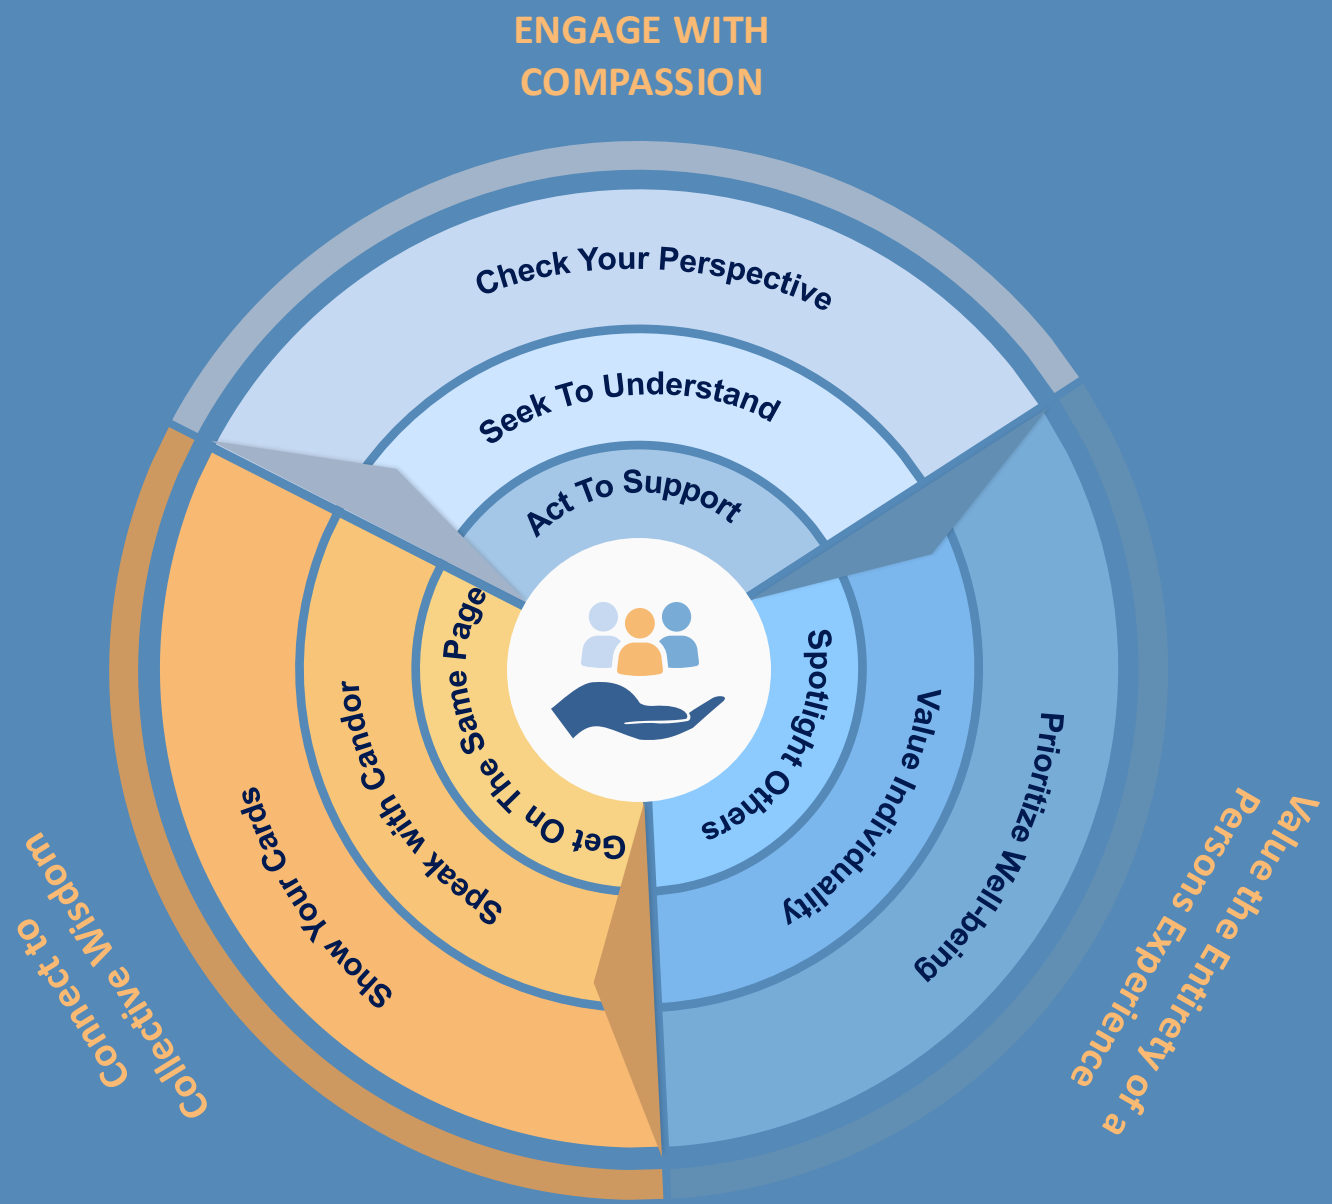 ENGAGE WITH
COMPASSION
Check Your Perspective
Seek To Understand
Act To Support
Value the Entirety of a
Persons Experience
Prioritize Well-being
Value Individuality
Spotlight Others
Connect to
Collective Wisdom
Show Your Cards
Speak with Candor
Get On The Same Page